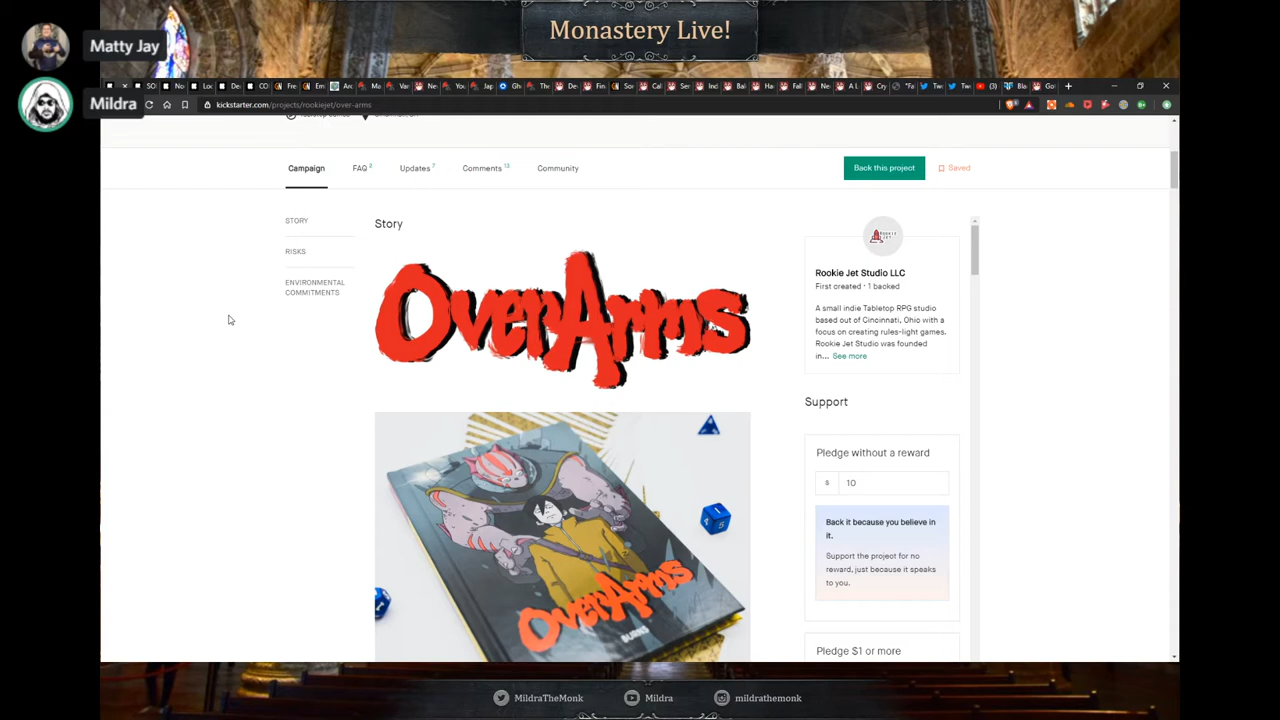 Monastery Live!
Matty Jay
Mildra
kickstarter.com/projects/rookiejet/over-arms
Campaign
FAQ 8
Updates 7
Comments 13
Community
Back this project
Saved
STORY
RISKS
ENVIRONMENTAL
COMMITMENTS
Story
OverArms
OverArms
BURNS
Rookie Jet Studio LLC
First created · 1 backed
A small indie Tabletop RPG studio
based out of Cincinnati, Ohio with a
focus on creating rules-light games.
Rookie Jet Studio was founded
in... See more
Support
Pledge without a reward
$ 10
Back it because you believe in
it.
Support the project for no
reward, just because it speaks
to you.
Pledge $1 or more
MildraTheMonk
Mildra
mildrathemonk